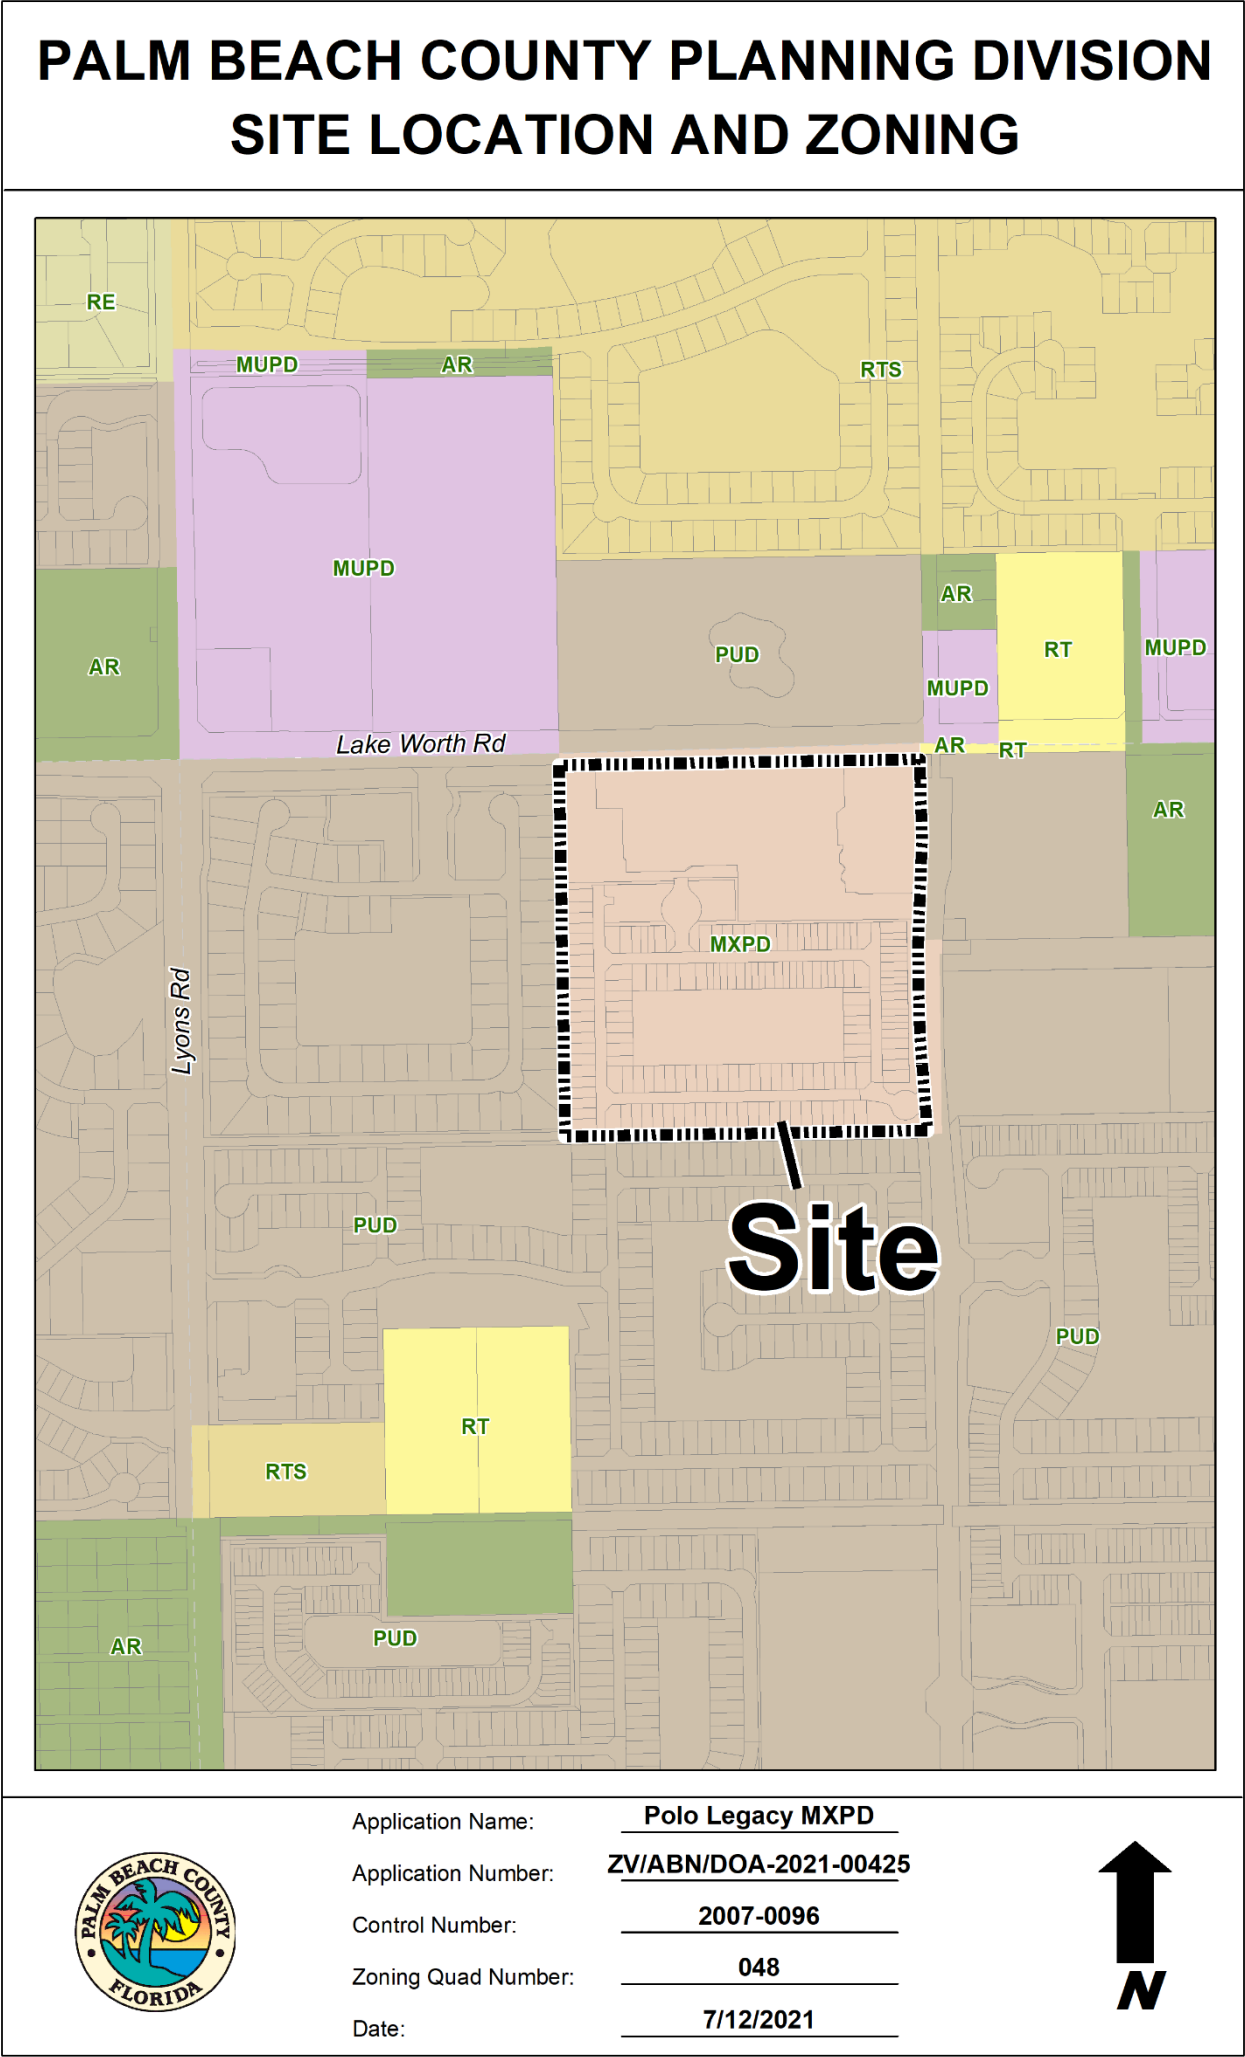 PALM BEACH COUNTY PLANNING DIVISION
SITE LOCATION AND ZONING
RE
MUPD
AR
RTS
MUPD
AR
PUD
AR
RT
MUPD
MUPD
Lake Worth Rd
AR
RT
AR
MXPD
Lyons Rd
PUD
Site
PUD
RT
RTS
AR
PUD
Application Name: Polo Legacy MXPD
Application Number: ZV/ABN/DOA-2021-00425
Control Number: 2007-0096
Zoning Quad Number: 048
Date: 7/12/2021
PALM BEACH COUNTY
FLORIDA
N